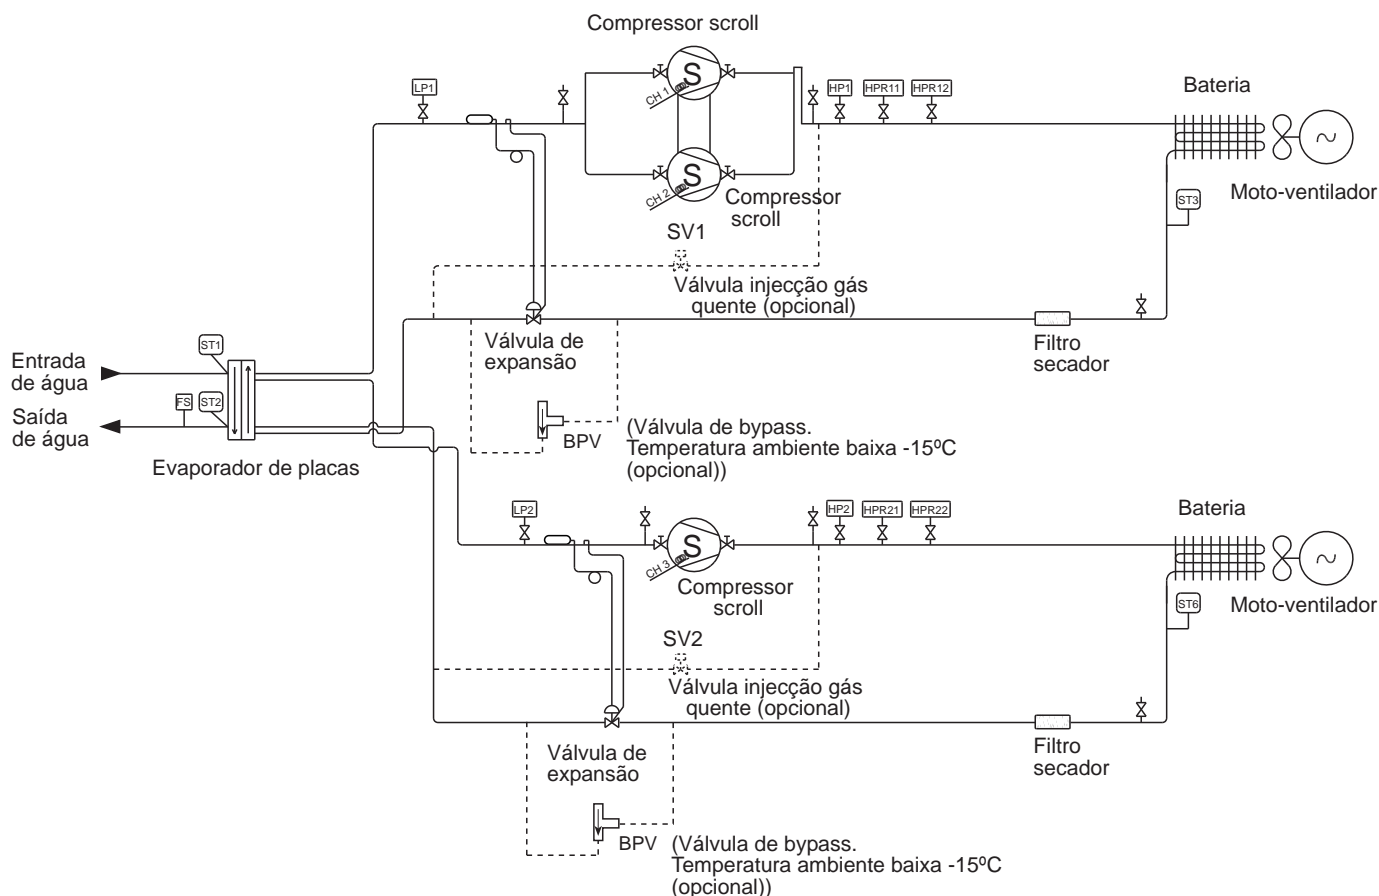 Compressor scroll
S
CH 1
LP1
HP1
HPR11
HPR12
Bateria
S
CH 2
Compressor
scroll
Moto-ventilador
ST3
SV1
Válvula injecção gás
quente (opcional)
Válvula de
expansão
Filtro
secador
Entrada
de água
ST1
Saída
de água
FS
ST2
Evaporador de placas
BPV
(Válvula de bypass.
Temperatura ambiente baixa -15ºC
(opcional))
LP2
HP2
HPR21
HPR22
Bateria
S
CH 3
Compressor
scroll
Moto-ventilador
ST6
SV2
Válvula injecção gás
quente (opcional)
Válvula de
expansão
Filtro
secador
BPV
(Válvula de bypass.
Temperatura ambiente baixa -15ºC
(opcional))